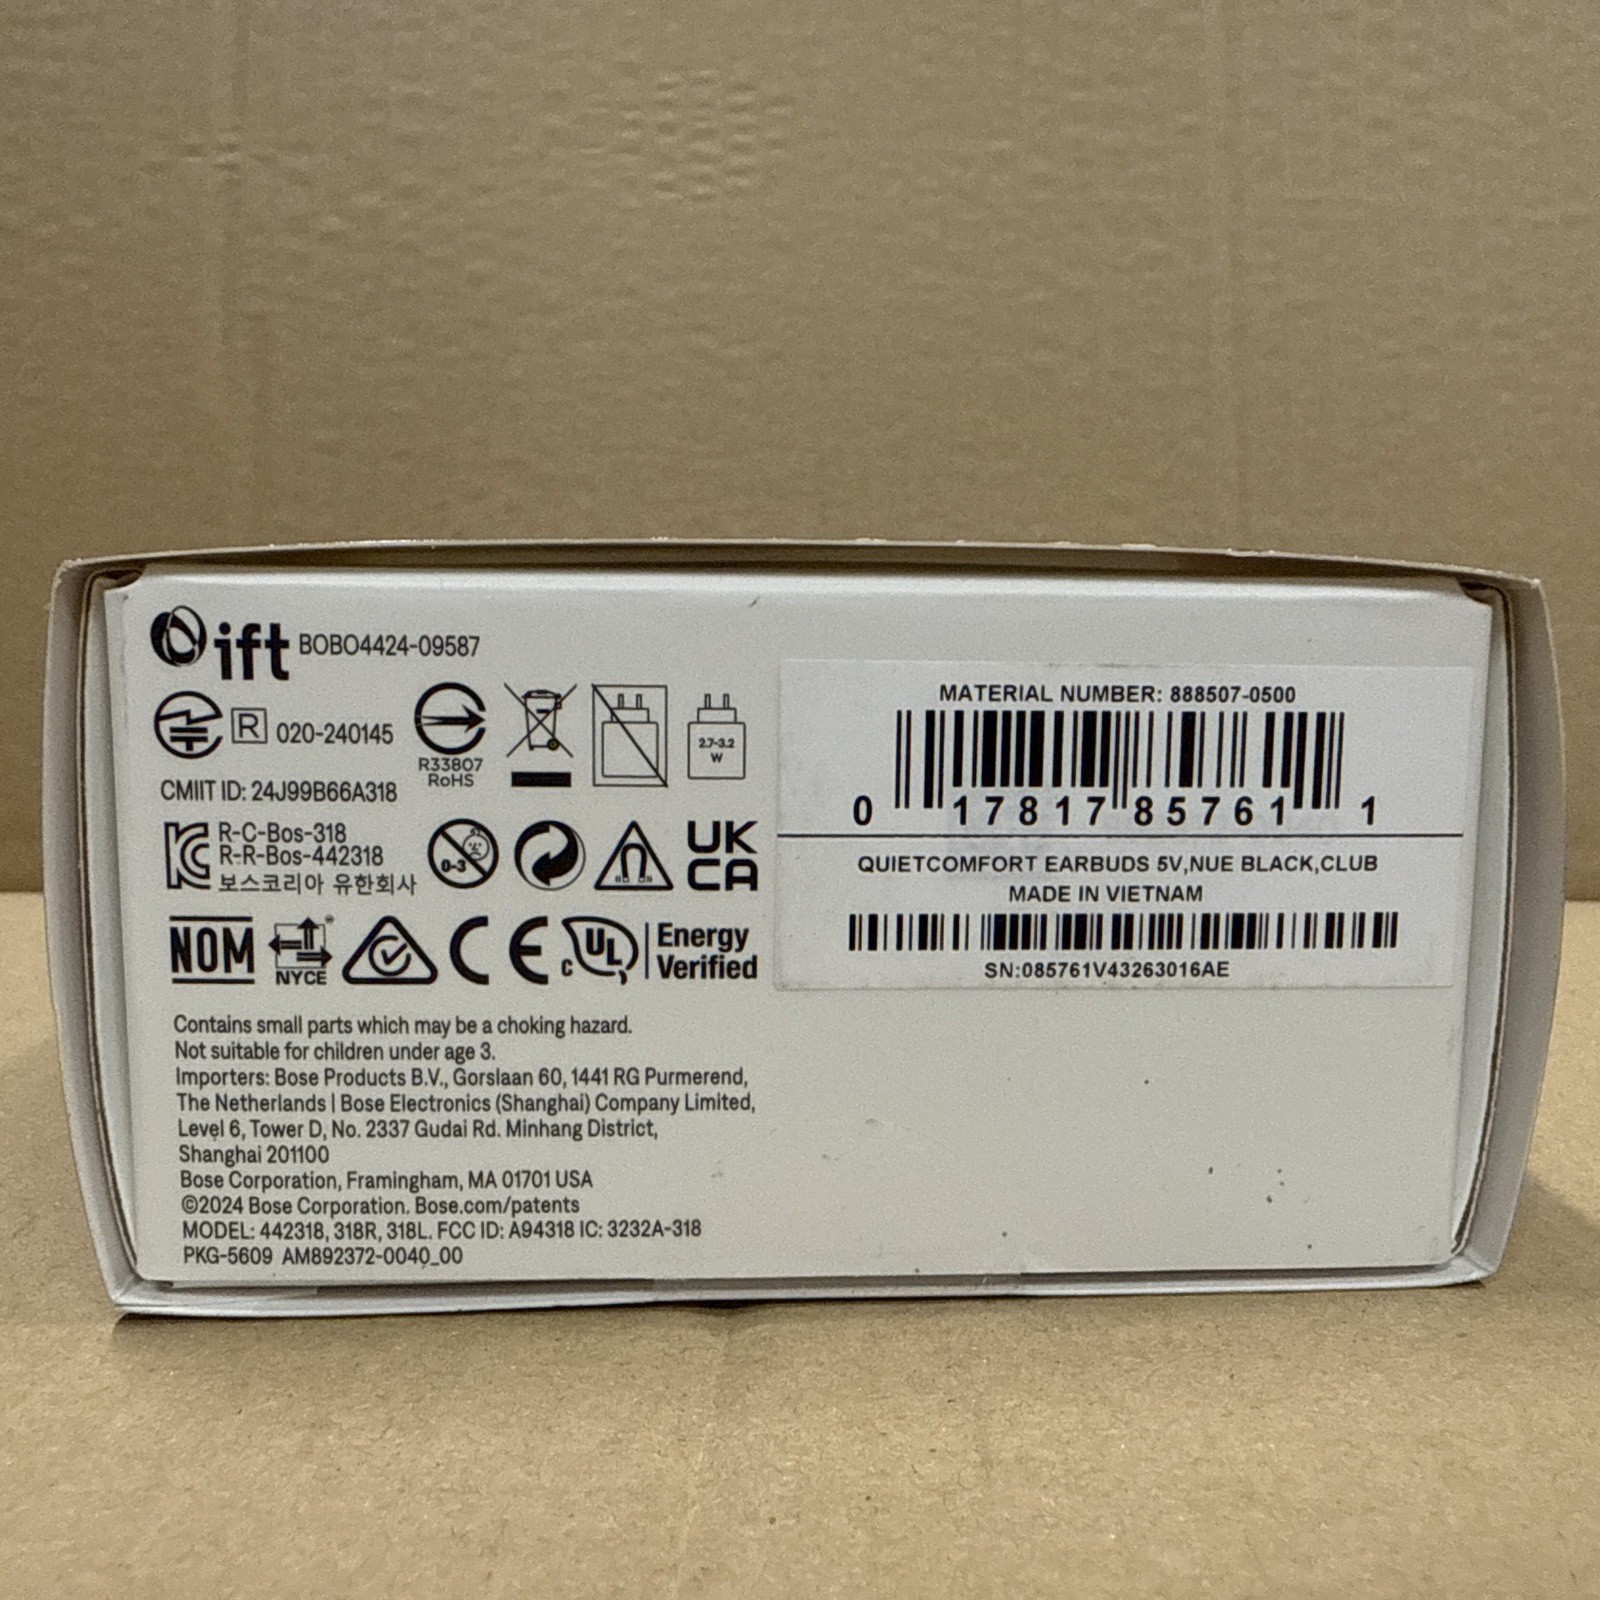 ift BOBO4424-09587
R 020-240145
R33807
RoHS
2.7-3.2
W
CMIIT ID: 24J99B66A318
R-C-Bos-318
R-R-Bos-442318
보스코리아 유한회사
0-3
UK
CA
NOM
NYCE
CE
c UL
Energy
Verified
Contains small parts which may be a choking hazard.
Not suitable for children under age 3.
Importers: Bose Products B.V., Gorslaan 60, 1441 RG Purmerend,
The Netherlands | Bose Electronics (Shanghai) Company Limited,
Level 6, Tower D, No. 2337 Gudai Rd. Minhang District,
Shanghai 201100
Bose Corporation, Framingham, MA 01701 USA
©2024 Bose Corporation. Bose.com/patents
MODEL: 442318, 318R, 318L. FCC ID: A94318 IC: 3232A-318
PKG-5609 AM892372-0040_00
MATERIAL NUMBER: 888507-0500
0 17817 85761 1
QUIETCOMFORT EARBUDS 5V,NUE BLACK,CLUB
MADE IN VIETNAM
SN:085761V43263016AE